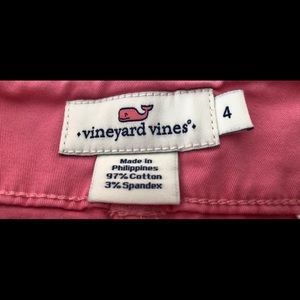 vineyard vines®
4
Made in
Philippines
97% Cotton
3% Spandex